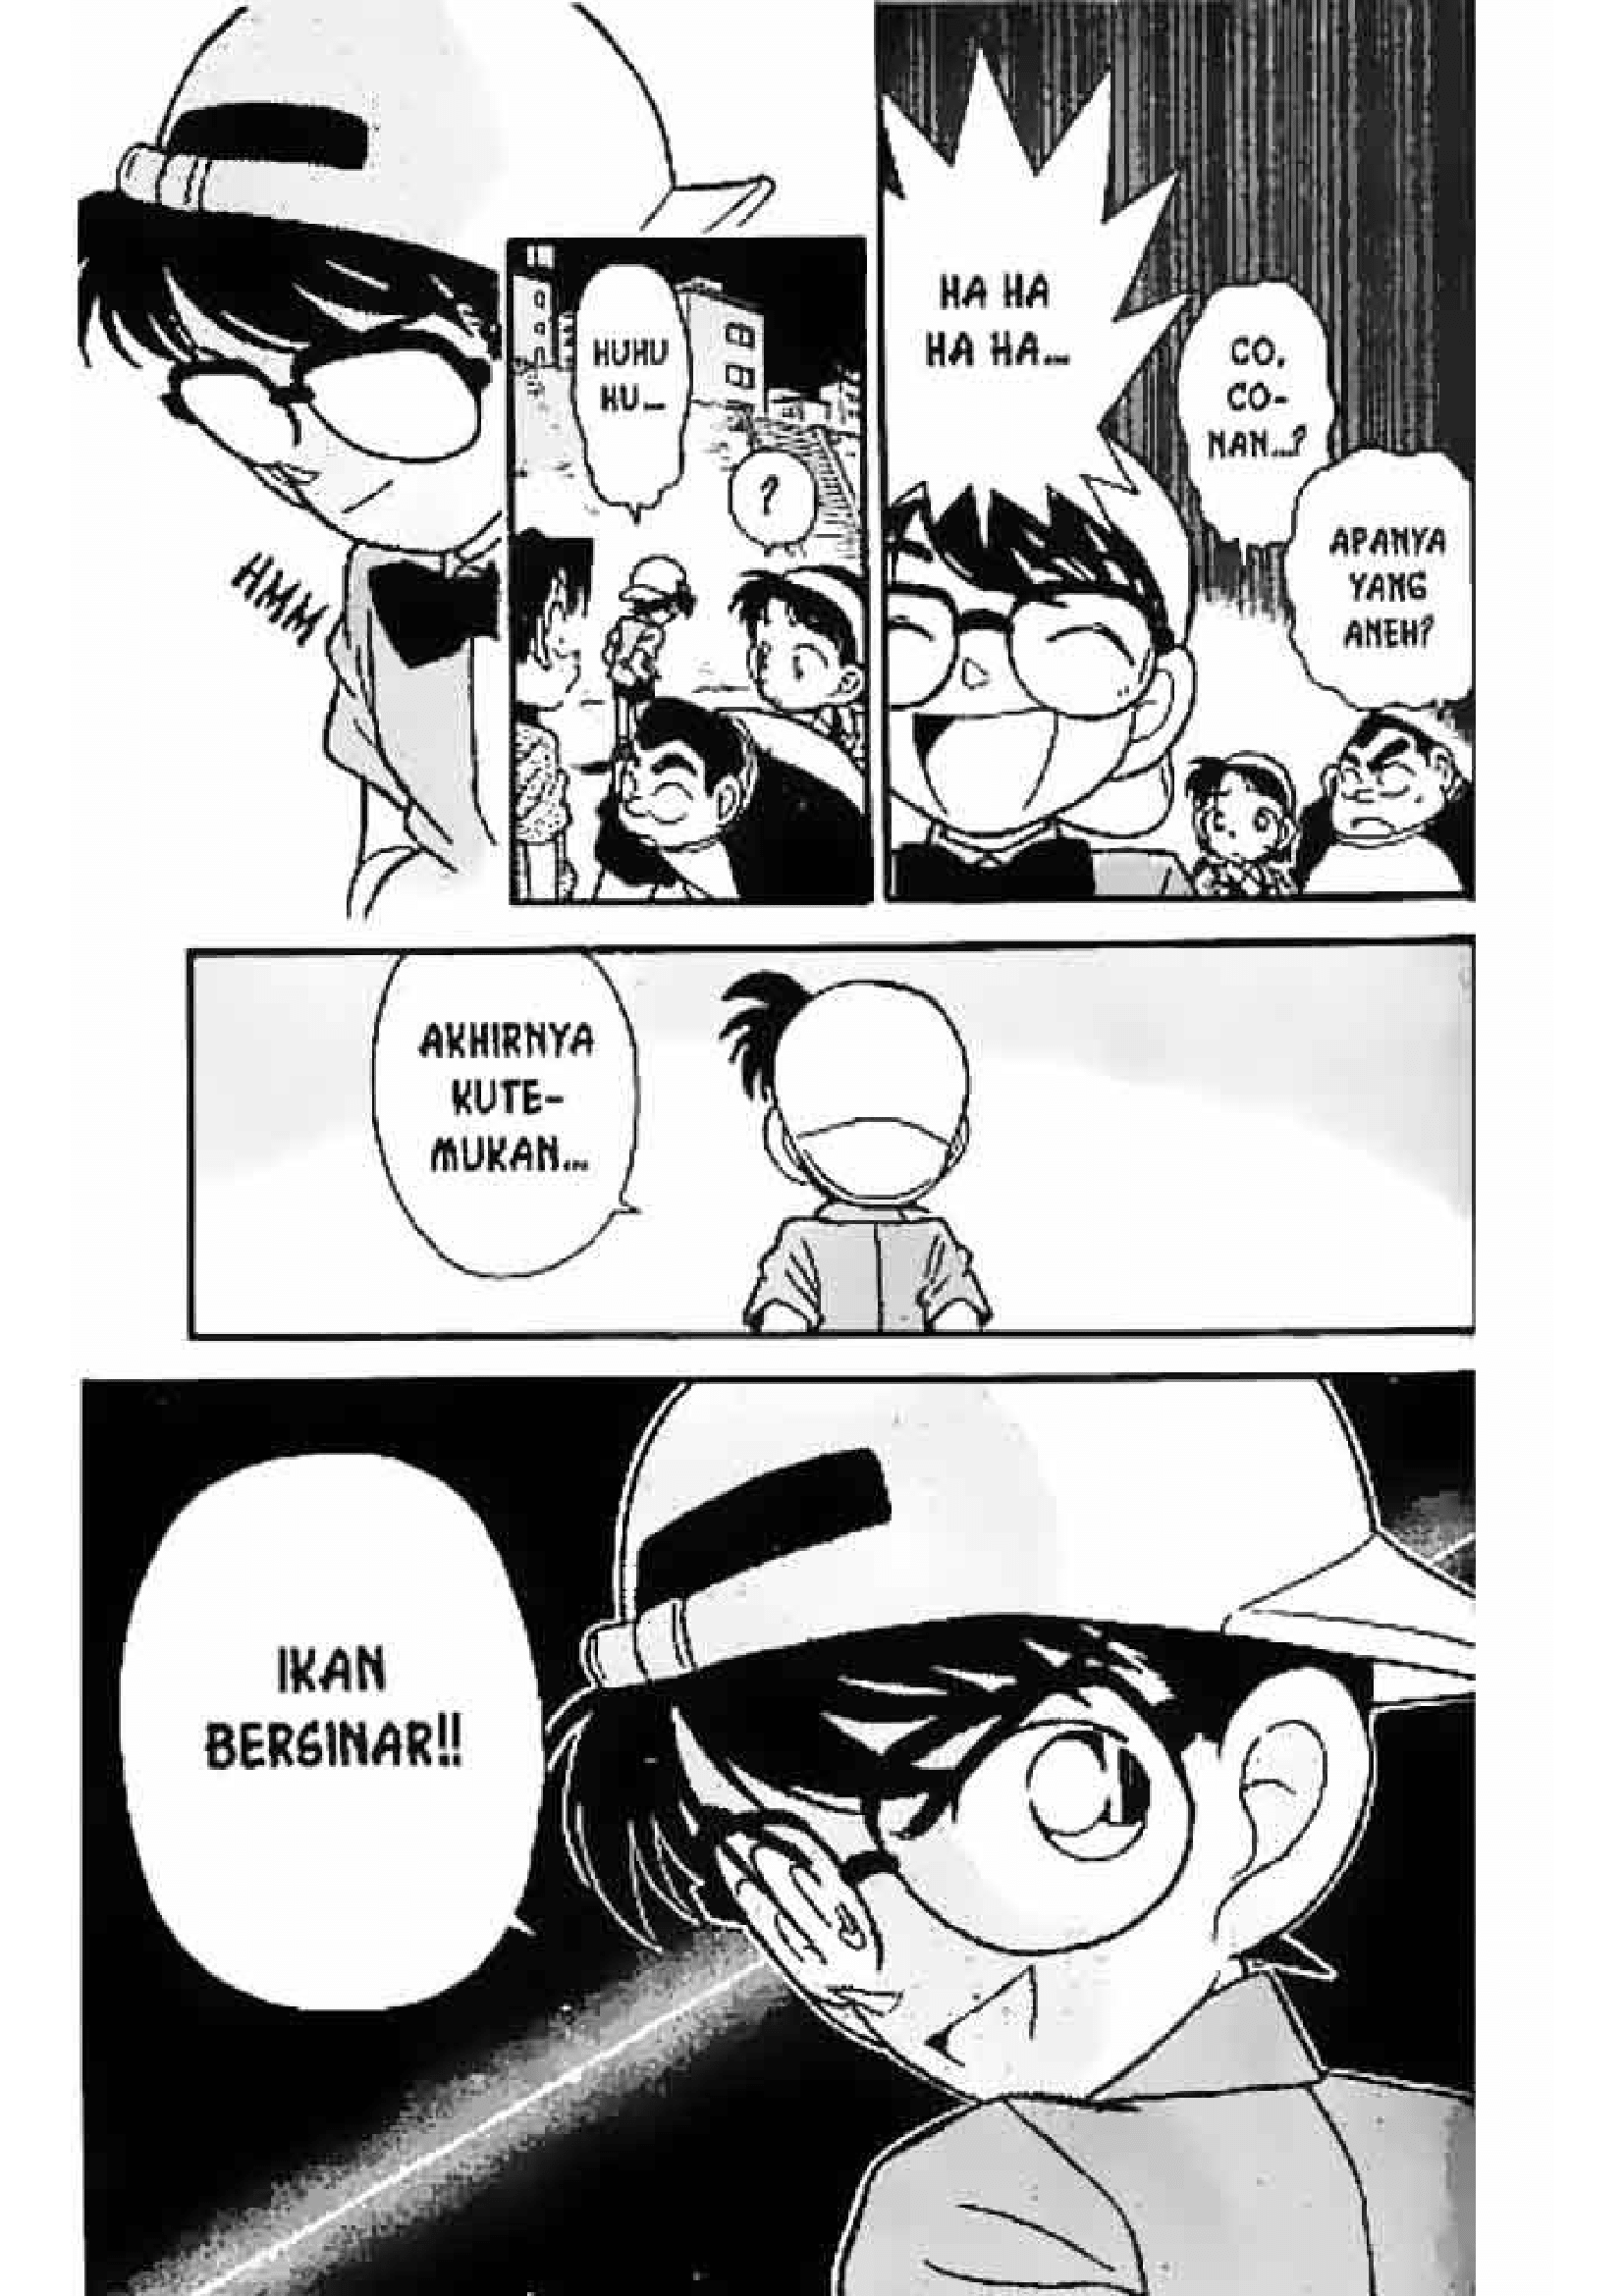 HA HA
HA HA...
CO,
CO-
NAN...?
APANYA
YANG
ANEH?
HUHU
KU...
?
HMM
AKHIRNYA
KUTE-
MUKAN...
IKAN
BERSINAR!!